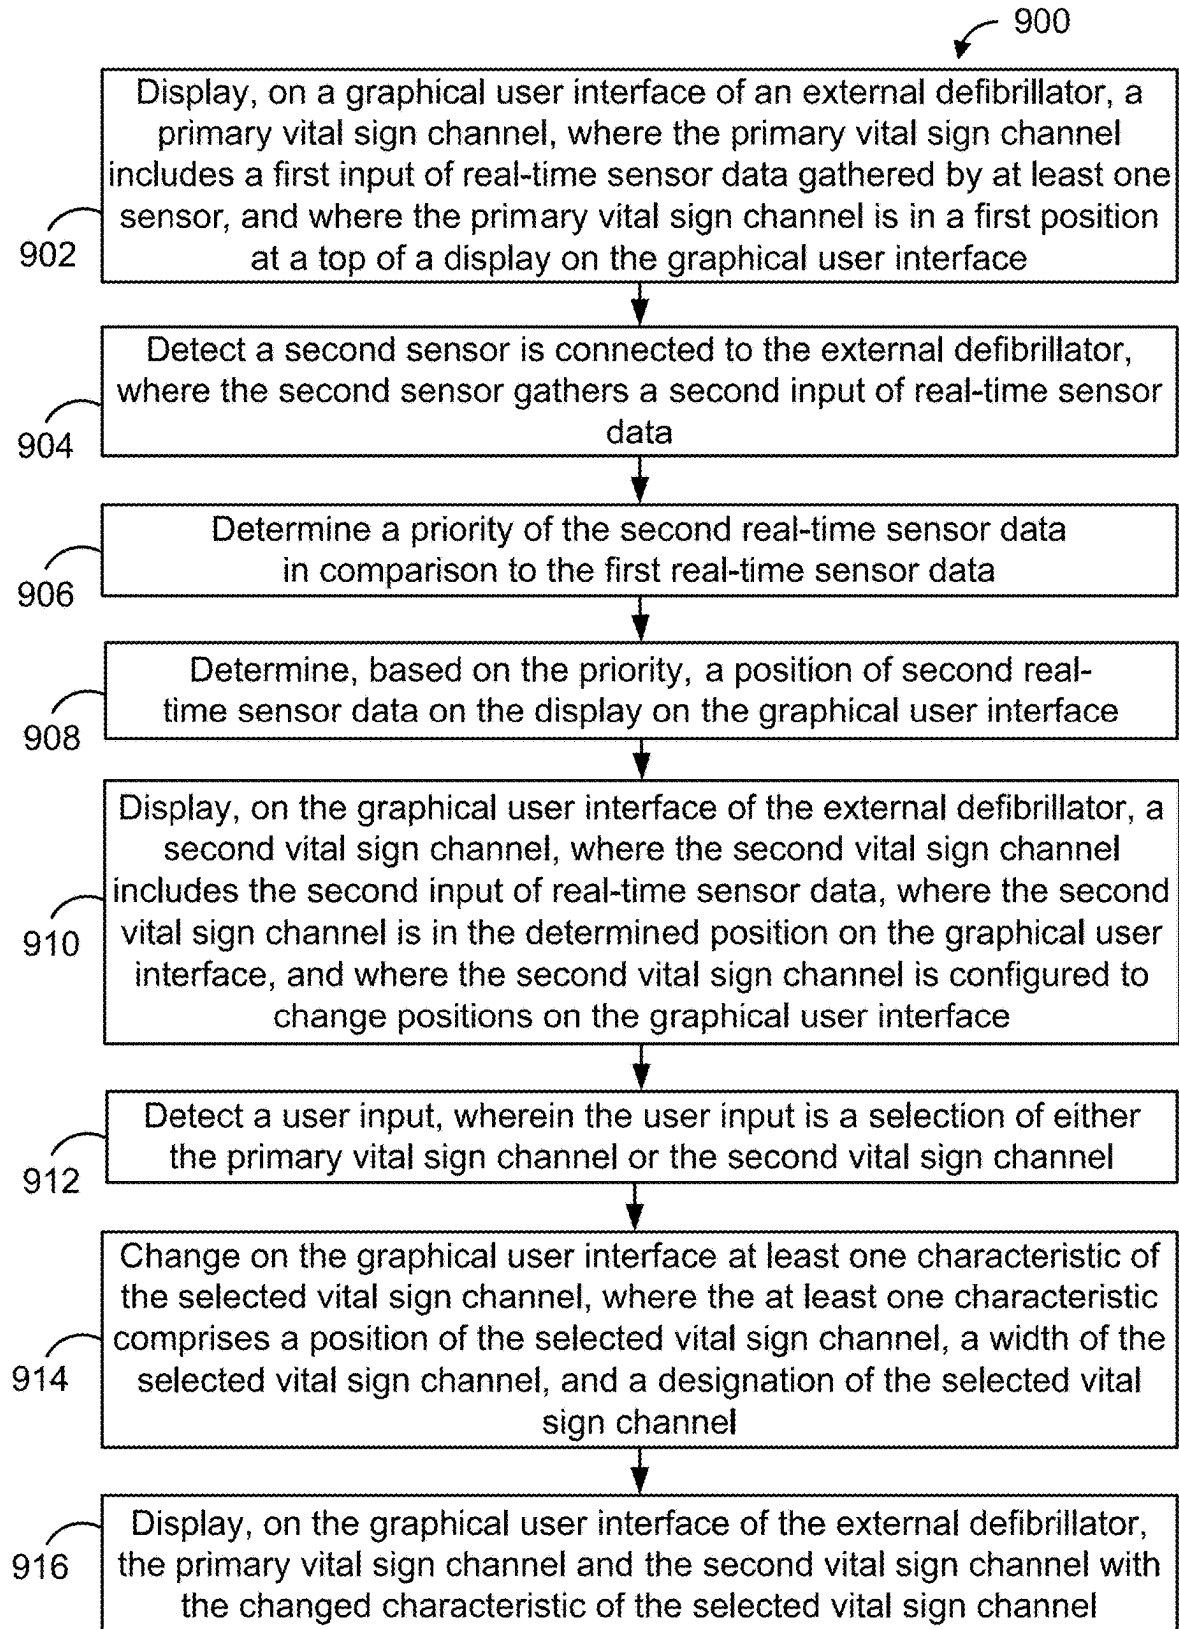 900
Display, on a graphical user interface of an external defibrillator, a
primary vital sign channel, where the primary vital sign channel
includes a first input of real-time sensor data gathered by at least one
sensor, and where the primary vital sign channel is in a first position
at a top of a display on the graphical user interface
902
Detect a second sensor is connected to the external defibrillator,
where the second sensor gathers a second input of real-time sensor
data
904
Determine a priority of the second real-time sensor data
in comparison to the first real-time sensor data
906
Determine, based on the priority, a position of second real-
time sensor data on the display on the graphical user interface
908
Display, on the graphical user interface of the external defibrillator, a
second vital sign channel, where the second vital sign channel
includes the second input of real-time sensor data, where the second
vital sign channel is in the determined position on the graphical user
interface, and where the second vital sign channel is configured to
change positions on the graphical user interface
910
Detect a user input, wherein the user input is a selection of either
the primary vital sign channel or the second vital sign channel
912
Change on the graphical user interface at least one characteristic of
the selected vital sign channel, where the at least one characteristic
comprises a position of the selected vital sign channel, a width of the
selected vital sign channel, and a designation of the selected vital
sign channel
914
Display, on the graphical user interface of the external defibrillator,
the primary vital sign channel and the second vital sign channel with
the changed characteristic of the selected vital sign channel
916